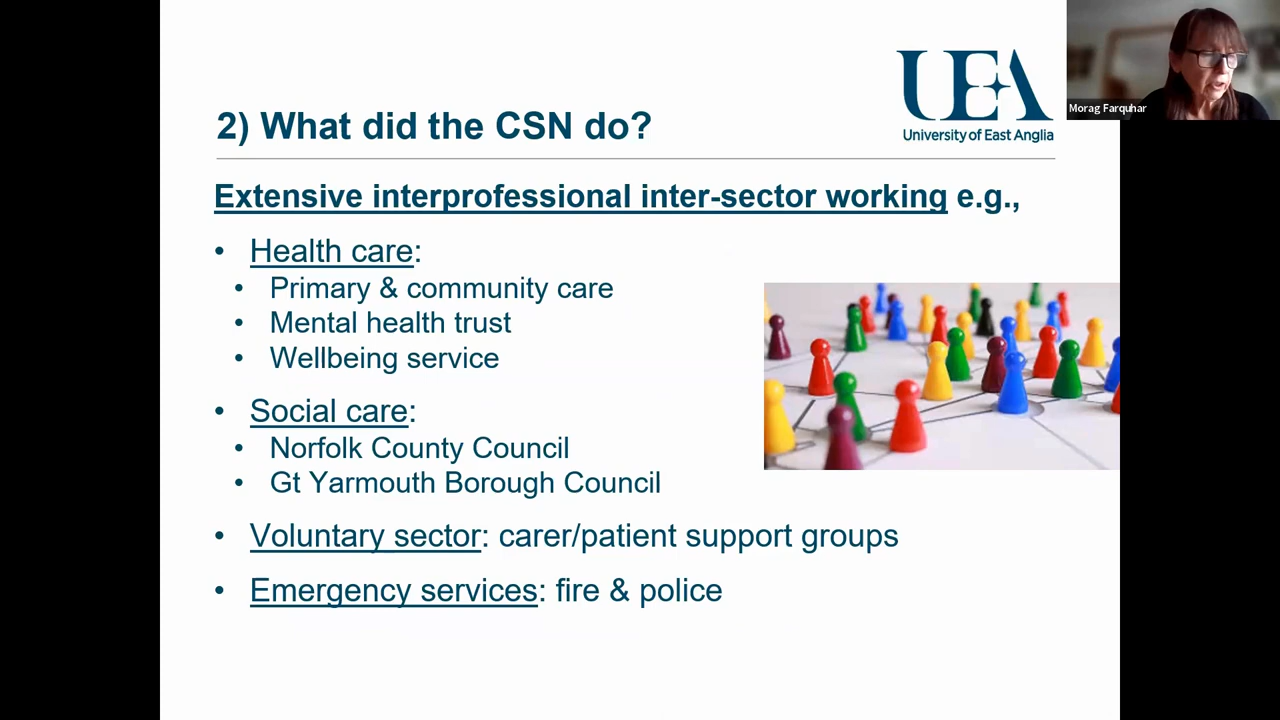 2) What did the CSN do?
UEA
University of East Anglia
Morag Farquhar
Extensive interprofessional inter-sector working e.g.,
• Health care:
• Primary & community care
• Mental health trust
• Wellbeing service
• Social care:
• Norfolk County Council
• Gt Yarmouth Borough Council
• Voluntary sector: carer/patient support groups
• Emergency services: fire & police